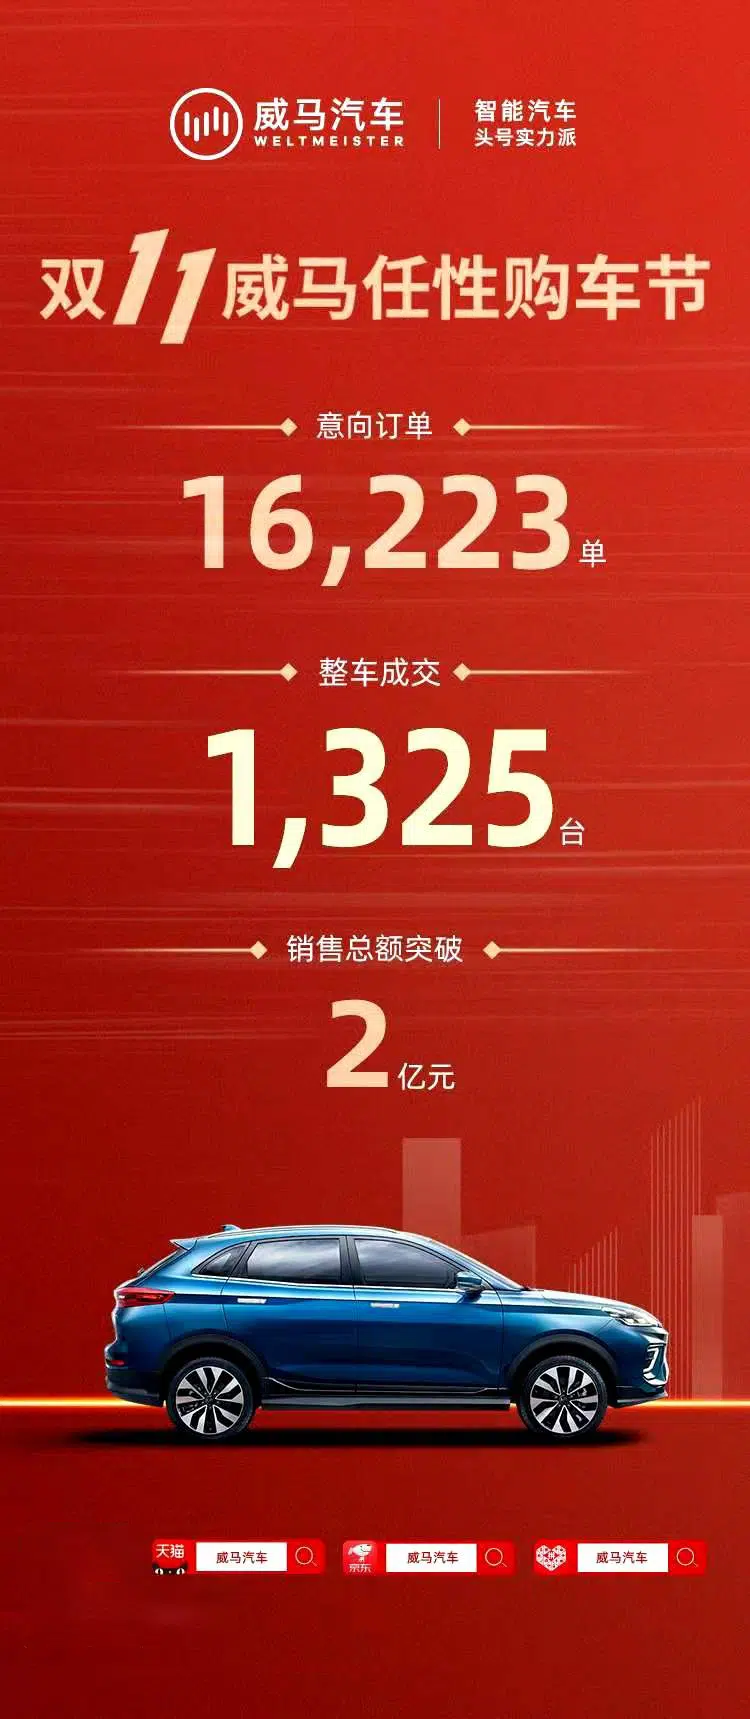 威马汽车
WELTMEISTER
智能汽车
头号实力派
双11威马任性购车节
意向订单
16,223单
整车成交
1,325台
销售总额突破
2亿元
天猫
威马汽车
京东
威马汽车
威马汽车